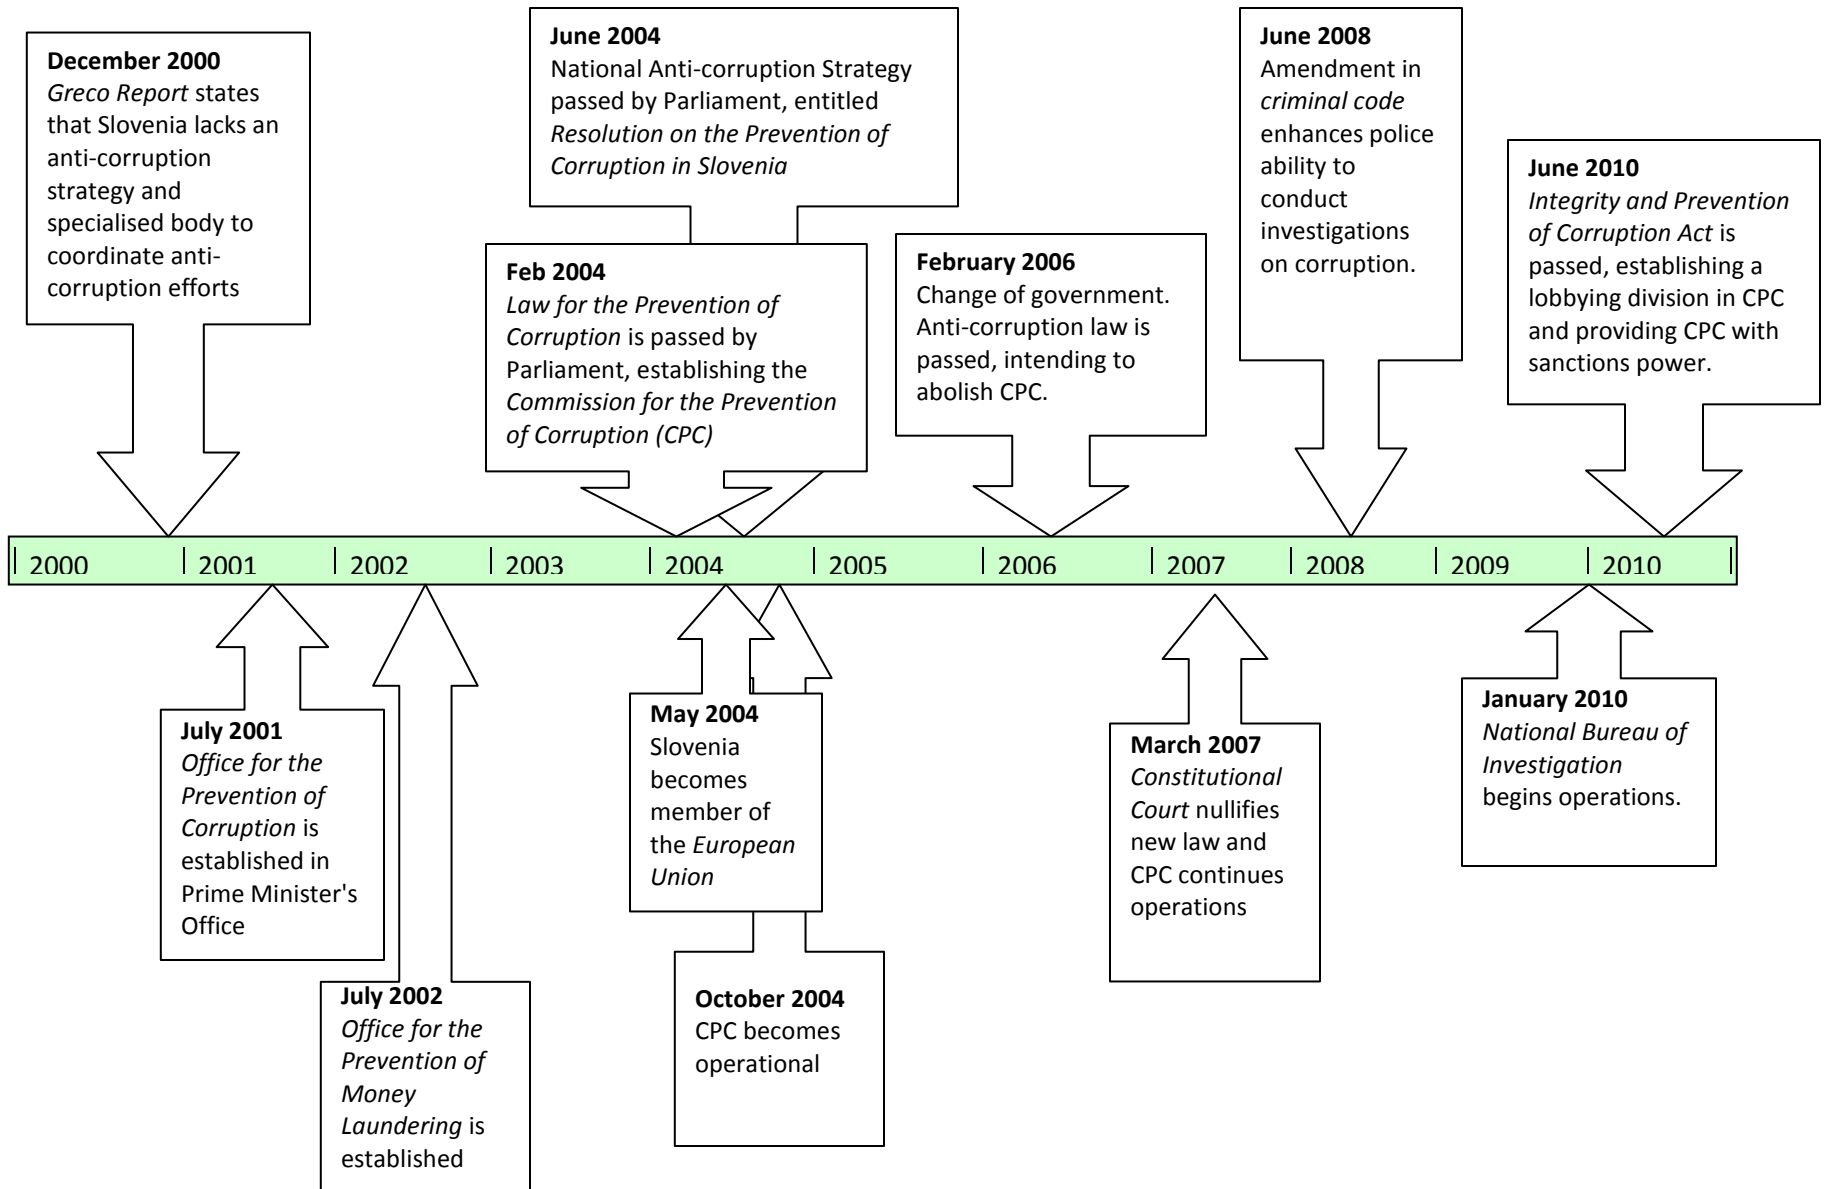 December 2000
Greco Report states
that Slovenia lacks an
anti-corruption
strategy and
specialised body to
coordinate anti-
corruption efforts
June 2004
National Anti-corruption Strategy
passed by Parliament, entitled
Resolution on the Prevention of
Corruption in Slovenia
Feb 2004
Law for the Prevention of
Corruption is passed by
Parliament, establishing the
Commission for the Prevention
of Corruption (CPC)
February 2006
Change of government.
Anti-corruption law is
passed, intending to
abolish CPC.
June 2008
Amendment in
criminal code
enhances police
ability to
conduct
investigations
on corruption.
June 2010
Integrity and Prevention
of Corruption Act is
passed, establishing a
lobbying division in CPC
and providing CPC with
sanctions power.
2000 2001 2002 2003 2004 2005 2006 2007 2008 2009 2010
July 2001
Office for the
Prevention of
Corruption is
established in
Prime Minister's
Office
July 2002
Office for the
Prevention of
Money
Laundering is
established
May 2004
Slovenia
becomes
member of
the European
Union
October 2004
CPC becomes
operational
March 2007
Constitutional
Court nullifies
new law and
CPC continues
operations
January 2010
National Bureau of
Investigation
begins operations.